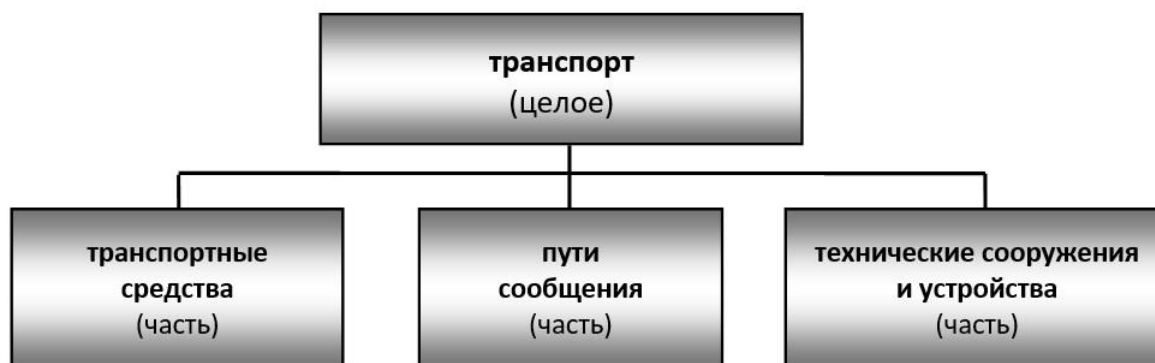 транспорт
(целое)
транспортные
средства
(часть)
пути
сообщения
(часть)
технические сооружения
и устройства
(часть)